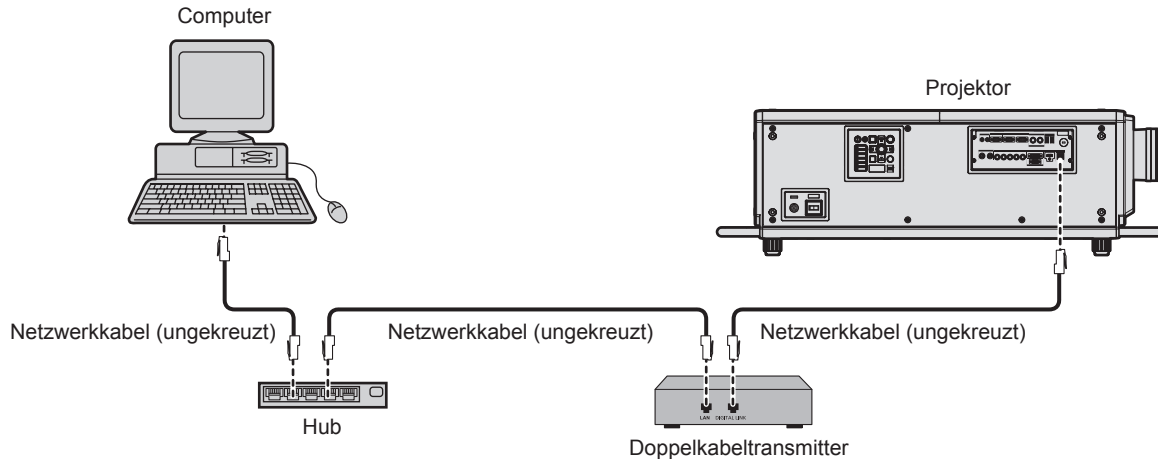 Computer
Projektor
Netzwerkkabel (ungekreuzt)
Netzwerkkabel (ungekreuzt)
Netzwerkkabel (ungekreuzt)
LAN
DIGITAL LINK
Hub
Doppelkabeltransmitter